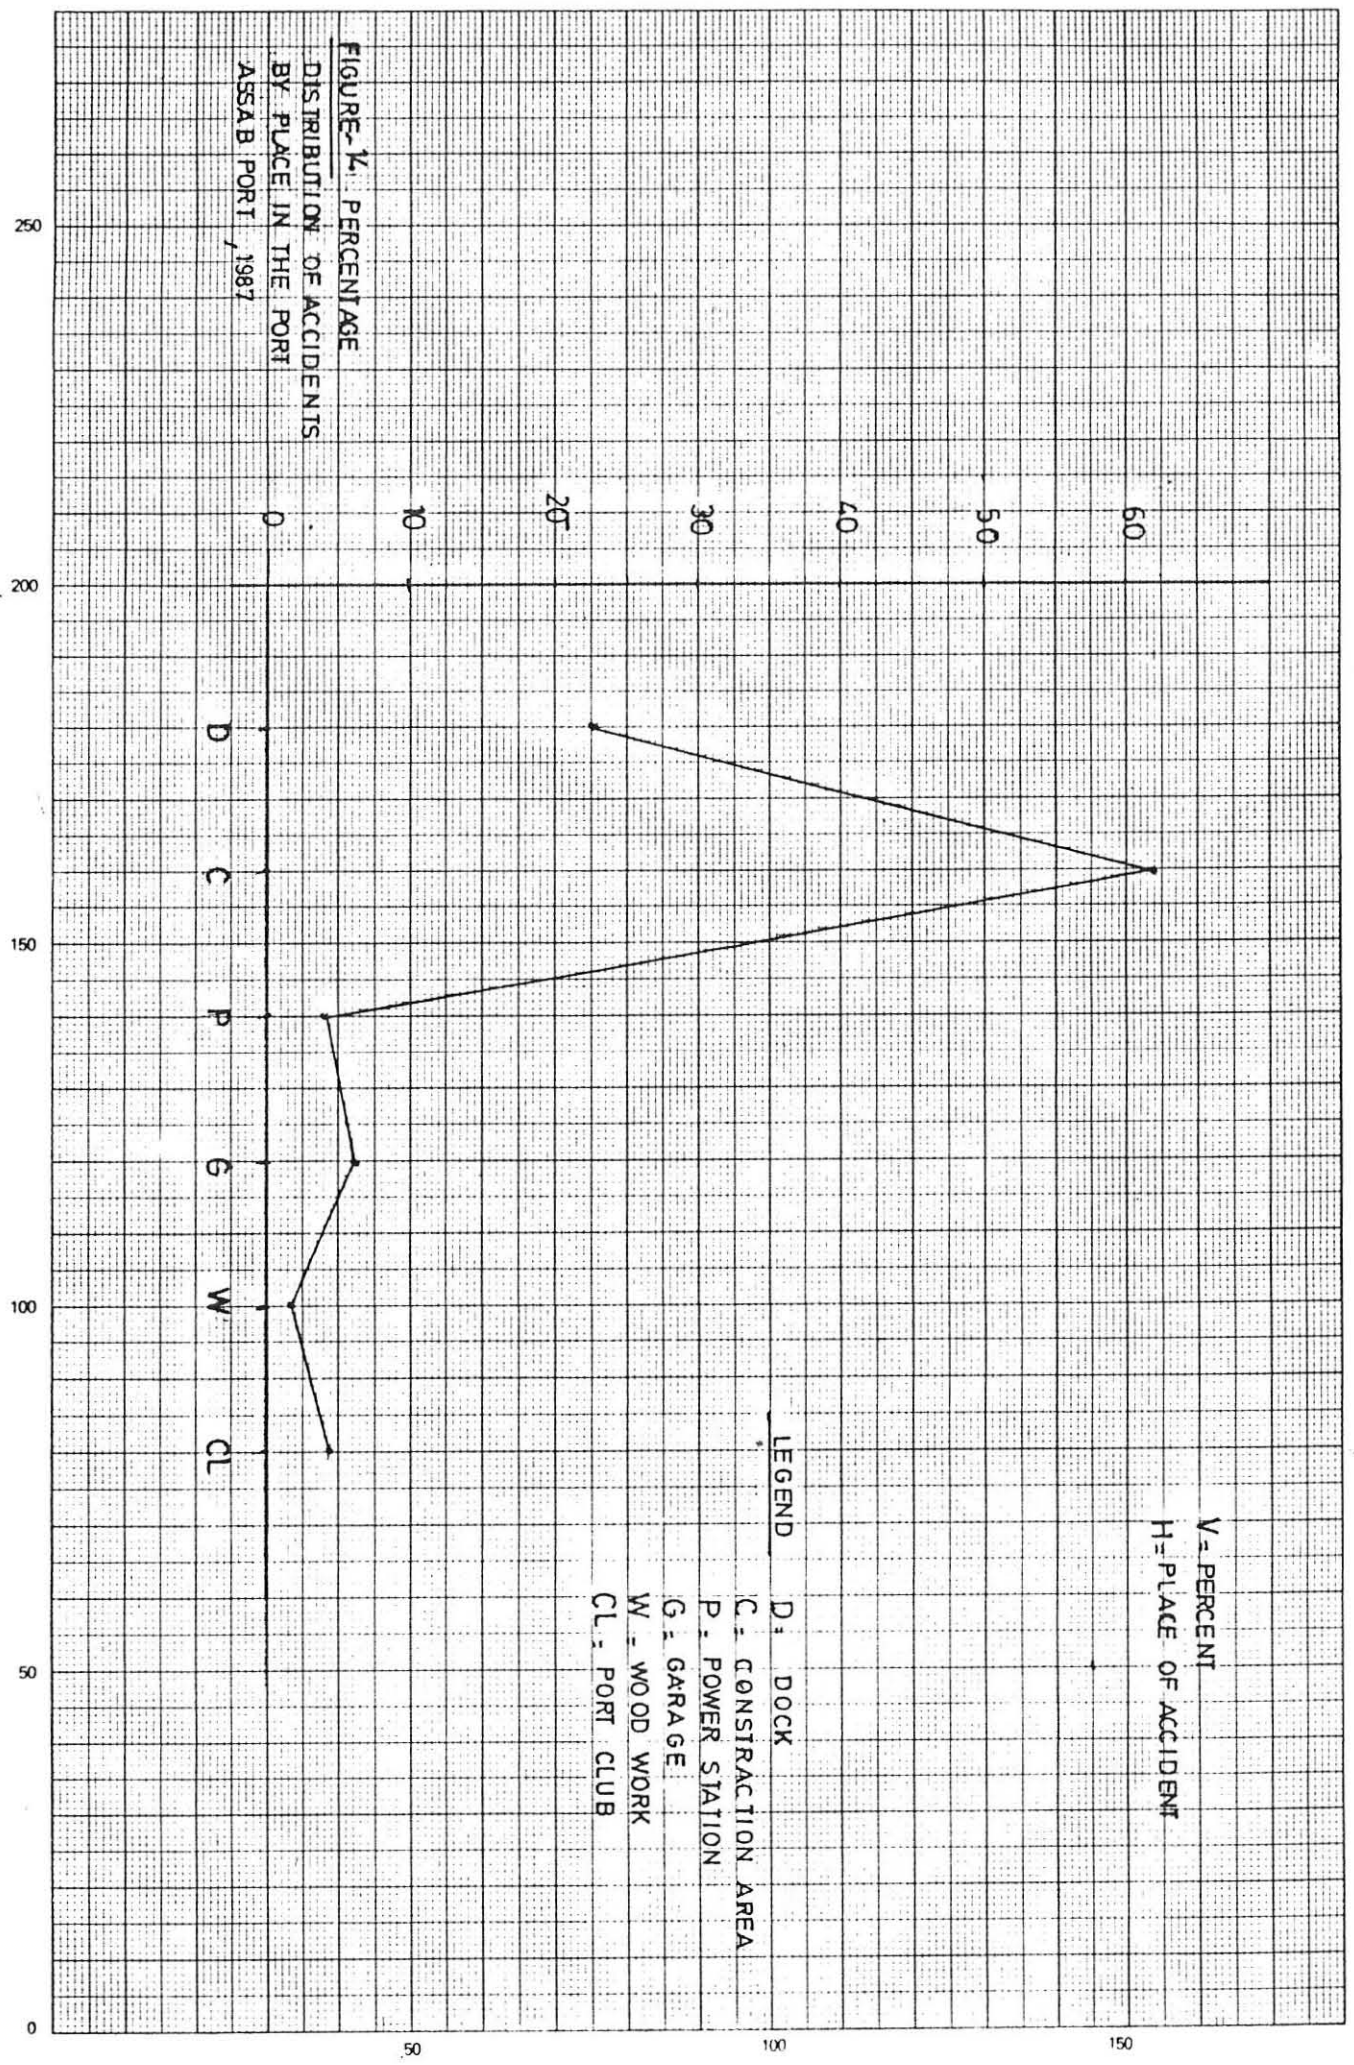 FIGURE-14: PERCENTAGE
DISTRIBUTION OF ACCIDENTS
BY PLACE IN THE PORT
ASSAB PORT, 1987
V = PERCENT
H = PLACE OF ACCIDENT
60
50
40
30
20
10
0
D C P G W CL
LEGEND
D = DOCK
C = CONSTRACTION AREA
P = POWER STATION
G = GARAGE
W = WOOD WORK
CL = PORT CLUB
250
200
150
100
50
0
50
100
150